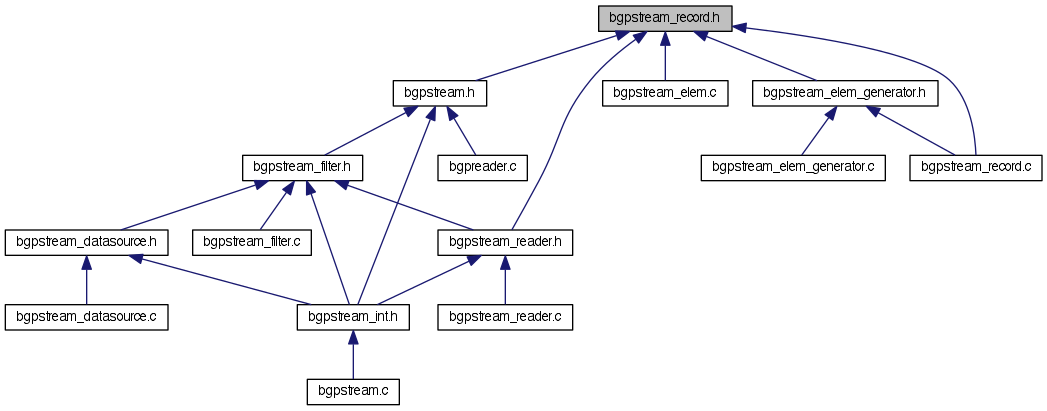 bgpstream_record.h
bgpstream.h
bgpstream_elem.c
bgpstream_elem_generator.h
bgpstream_filter.h
bgpreader.c
bgpstream_elem_generator.c
bgpstream_record.c
bgpstream_datasource.h
bgpstream_filter.c
bgpstream_reader.h
bgpstream_datasource.c
bgpstream_int.h
bgpstream_reader.c
bgpstream.c